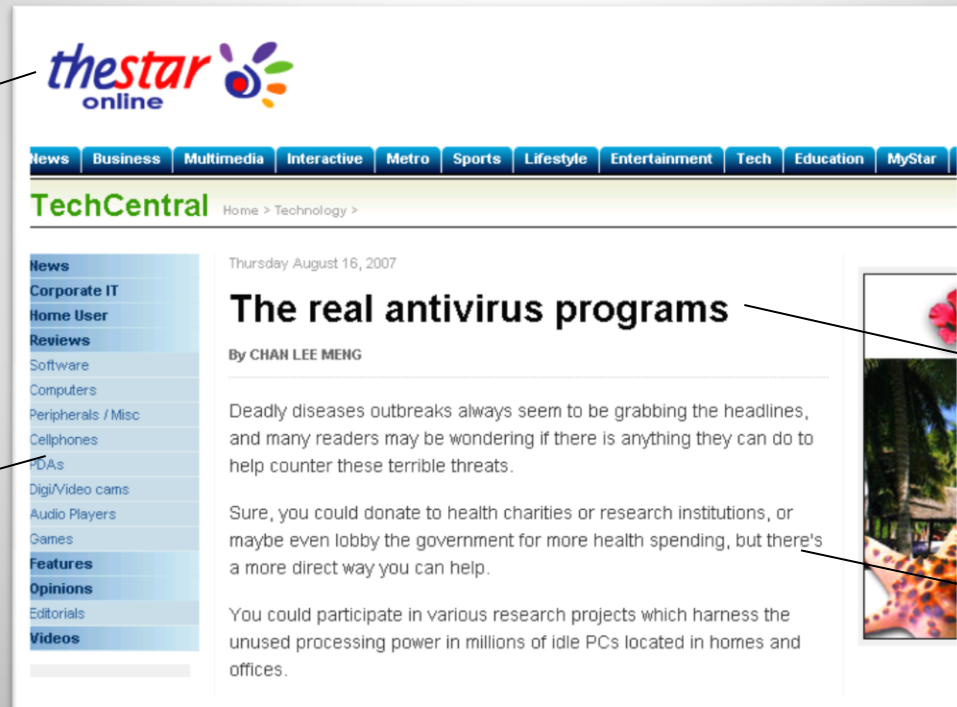 thestar
online
News Business Multimedia Interactive Metro Sports Lifestyle Entertainment Tech Education MyStar
TechCentral Home > Technology >
News
Corporate IT
Home User
Reviews
Software
Computers
Peripherals / Misc
Cellphones
PDAs
Digi/Video cams
Audio Players
Games
Features
Opinions
Editorials
Videos
Thursday August 16, 2007
The real antivirus programs
By CHAN LEE MENG
Deadly diseases outbreaks always seem to be grabbing the headlines,
and many readers may be wondering if there is anything they can do to
help counter these terrible threats.
Sure, you could donate to health charities or research institutions, or
maybe even lobby the government for more health spending, but there's
a more direct way you can help.
You could participate in various research projects which harness the
unused processing power in millions of idle PCs located in homes and
offices.